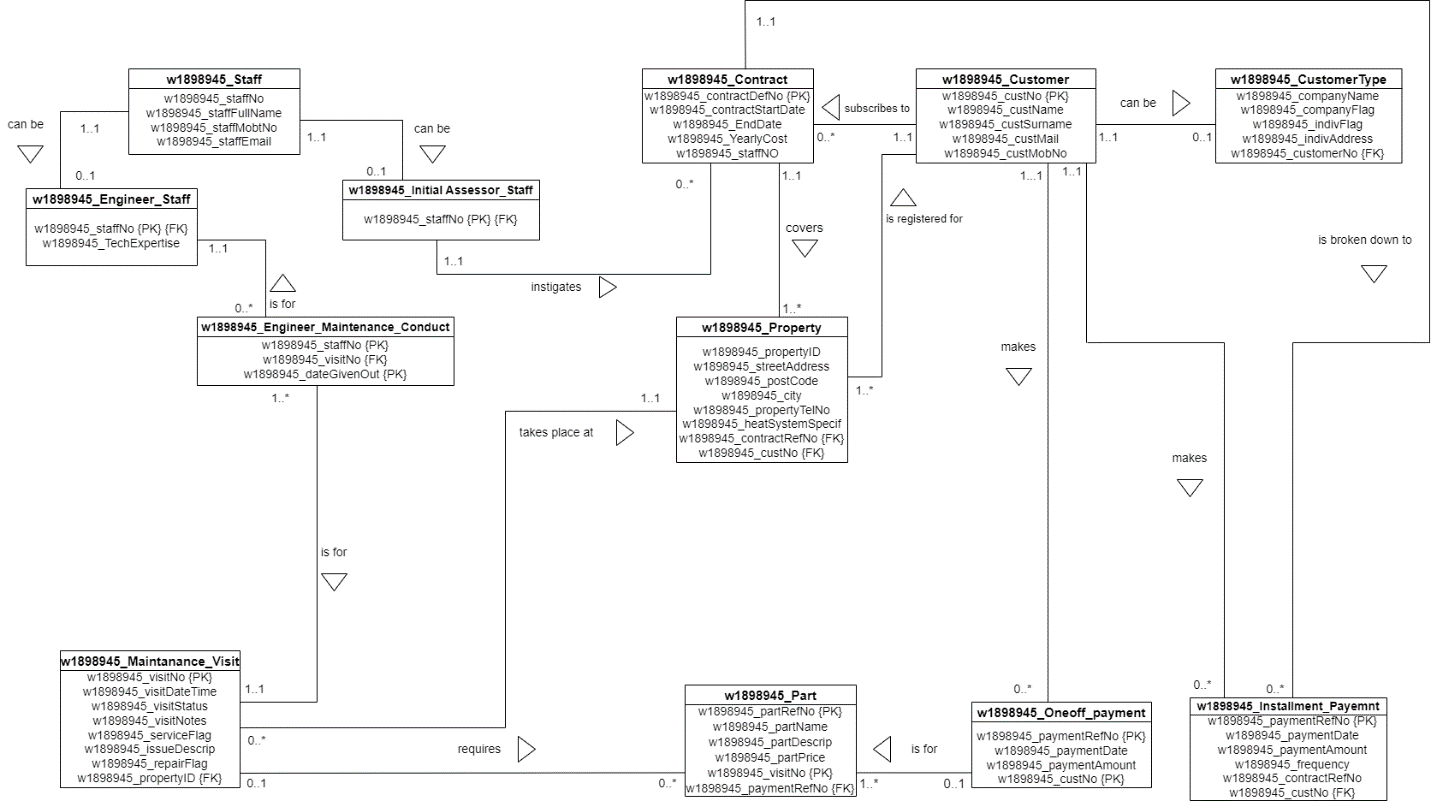 1..1
w1898945_Staff
w1898945_staffNo
w1898945_staffFullName
w1898945_staffMobtNo
w1898945_staffEmail
can be
1..1
0..1
1..1
can be
0..1
w1898945_Engineer_Staff
w1898945_staffNo {PK} {FK}
w1898945_TechExpertise
w1898945_Initial Assessor_Staff
w1898945_staffNo {PK} {FK}
w1898945_Contract
w1898945_contractDefNo {PK}
w1898945_contractStartDate
w1898945_EndDate
w1898945_YearlyCost
w1898945_staffNO
subscribes to
0..*
1..1
w1898945_Customer
w1898945_custNo {PK}
w1898945_custName
w1898945_custSurname
w1898945_custMail
w1898945_custMobNo
can be
1..1
0..1
w1898945_CustomerType
w1898945_companyName
w1898945_companyFlag
w1898945_indivFlag
w1898945_indivAddress
w1898945_customerNo {FK}
0..*
1..1
1...1
1..1
is registered for
covers
is broken down to
1..1
1..1
instigates
is for
0..*
1..*
w1898945_Engineer_Maintenance_Conduct
w1898945_staffNo {PK}
w1898945_visitNo {FK}
w1898945_dateGivenOut {PK}
w1898945_Property
w1898945_propertyID
w1898945_streetAddress
w1898945_postCode
w1898945_city
w1898945_propertyTelNo
w1898945_heatSystemSpecif
w1898945_contractRefNo {FK}
w1898945_custNo {FK}
makes
1..*
1..*
1..1
takes place at
makes
is for
w1898945_Maintanance_Visit
w1898945_visitNo {PK}
w1898945_visitDateTime
w1898945_visitStatus
w1898945_visitNotes
w1898945_serviceFlag
w1898945_issueDescrip
w1898945_repairFlag
w1898945_propertyID {FK}
1..1
0..*
requires
0..1
0..*
w1898945_Part
w1898945_partRefNo {PK}
w1898945_partName
w1898945_partDescrip
w1898945_partPrice
w1898945_visitNo {PK}
w1898945_paymentRefNo {FK}
is for
1..*
0..1
0..*
w1898945_Oneoff_payment
w1898945_paymentRefNo {PK}
w1898945_paymentDate
w1898945_paymentAmount
w1898945_custNo {PK}
0..*
0..*
w1898945_Installment_Payemnt
w1898945_paymentRefNo {PK}
w1898945_paymentDate
w1898945_paymentAmount
w1898945_frequency
w1898945_contractRefNo
w1898945_custNo {FK}